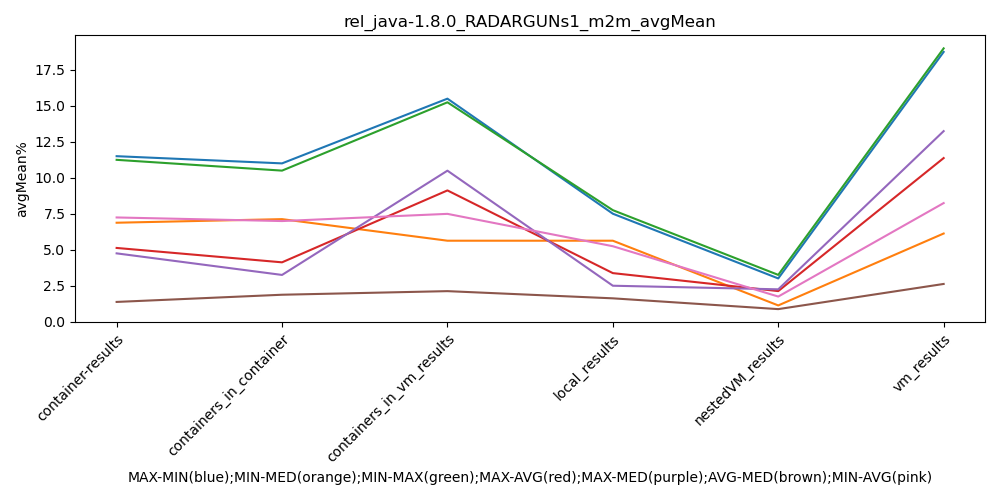 rel_java-1.8.0_RADARGUNs1_m2m_avgMean
avgMean%
17.5
15.0
12.5
10.0
7.5
5.0
2.5
0.0
container-results
containers_in_container
containers_in_vm_results
local_results
nestedVM_results
vm_results
MAX-MIN(blue);MIN-MED(orange);MIN-MAX(green);MAX-AVG(red);MAX-MED(purple);AVG-MED(brown);MIN-AVG(pink)